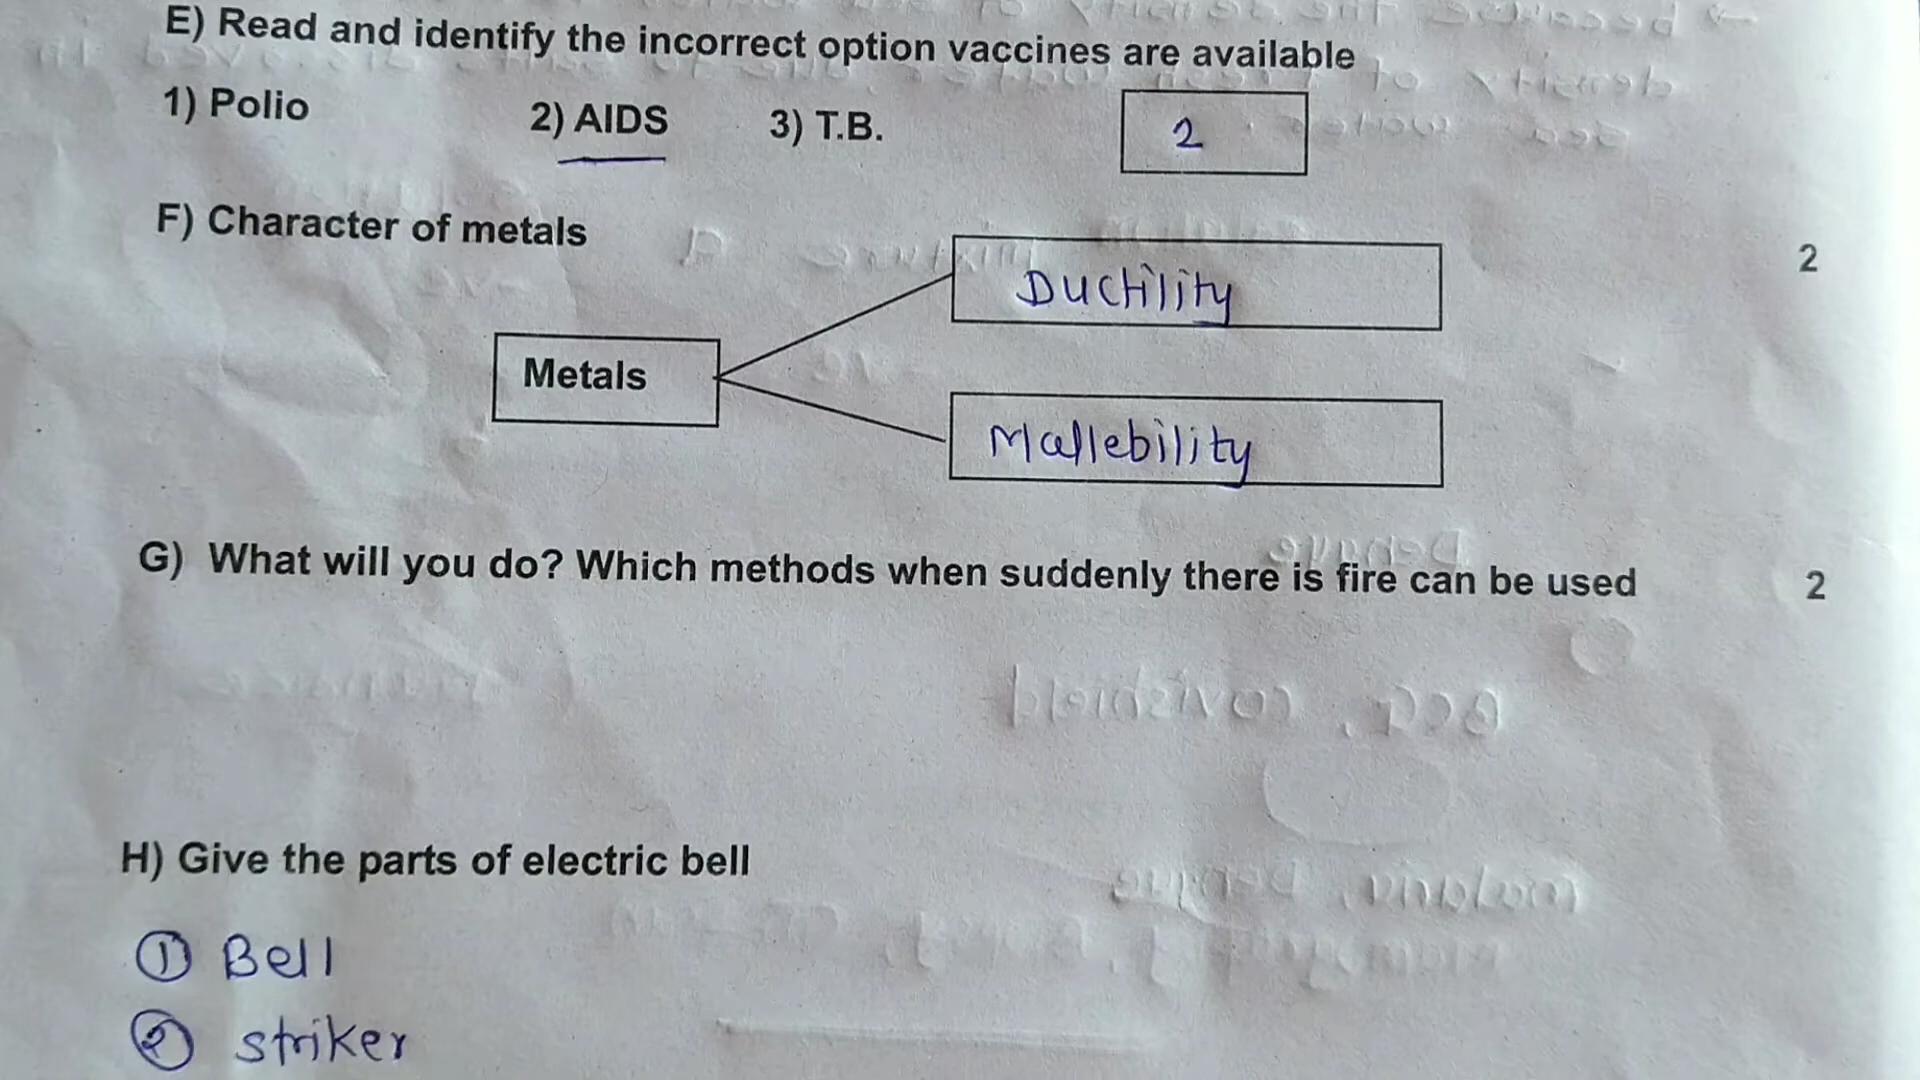 E) Read and identify the incorrect option vaccines are available
1) Polio 2) AIDS 3) T.B. 2
F) Character of metals 2
Ductility
Metals
Mallebility
G) What will you do? Which methods when suddenly there is fire can be used 2
H) Give the parts of electric bell
1 Bell
2 striker